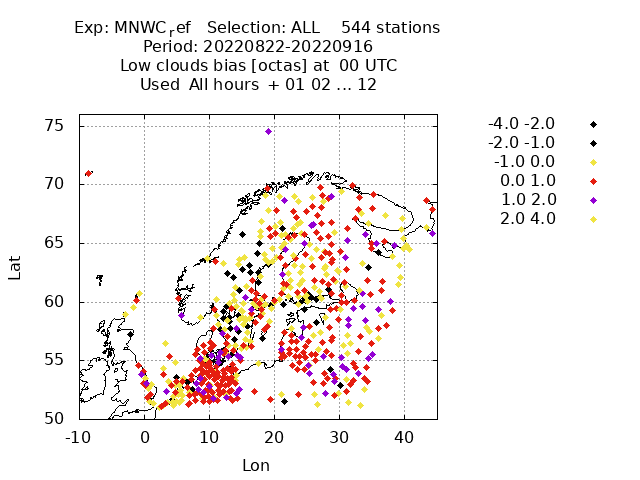 Exp: MNWCref   Selection: ALL    544 stations
Period: 20220822-20220916
Low clouds bias [octas] at  00 UTC
Used  All hours  + 01 02 ... 12
-4.0 -2.0
-2.0 -1.0
-1.0 0.0
0.0 1.0
1.0 2.0
2.0 4.0
75
70
65
60
55
50
Lat
-10 0 10 20 30 40
Lon